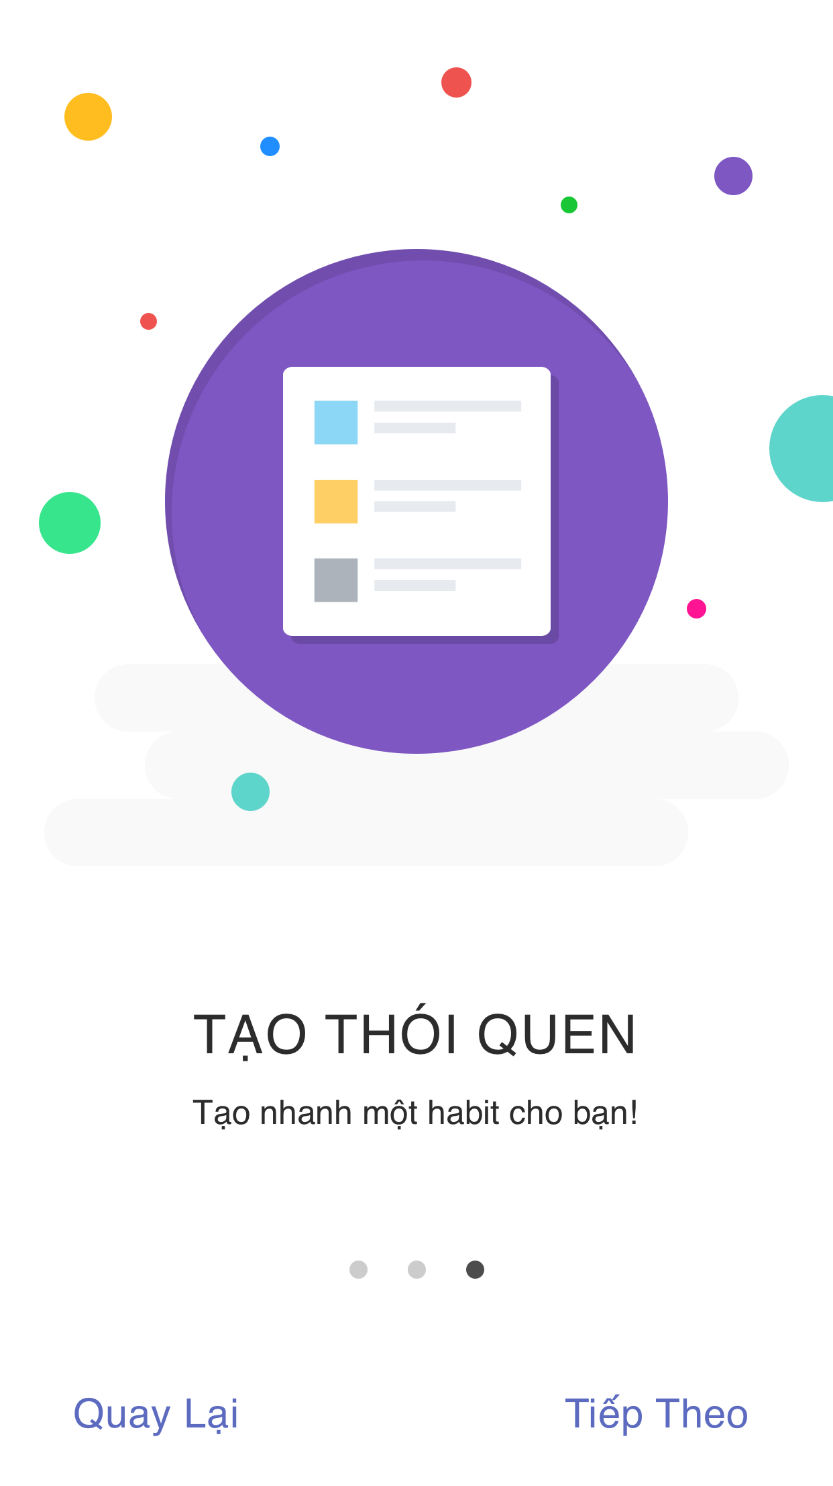 TẠO THÓI QUEN
Tạo nhanh một habit cho bạn!
Quay Lại
Tiếp Theo